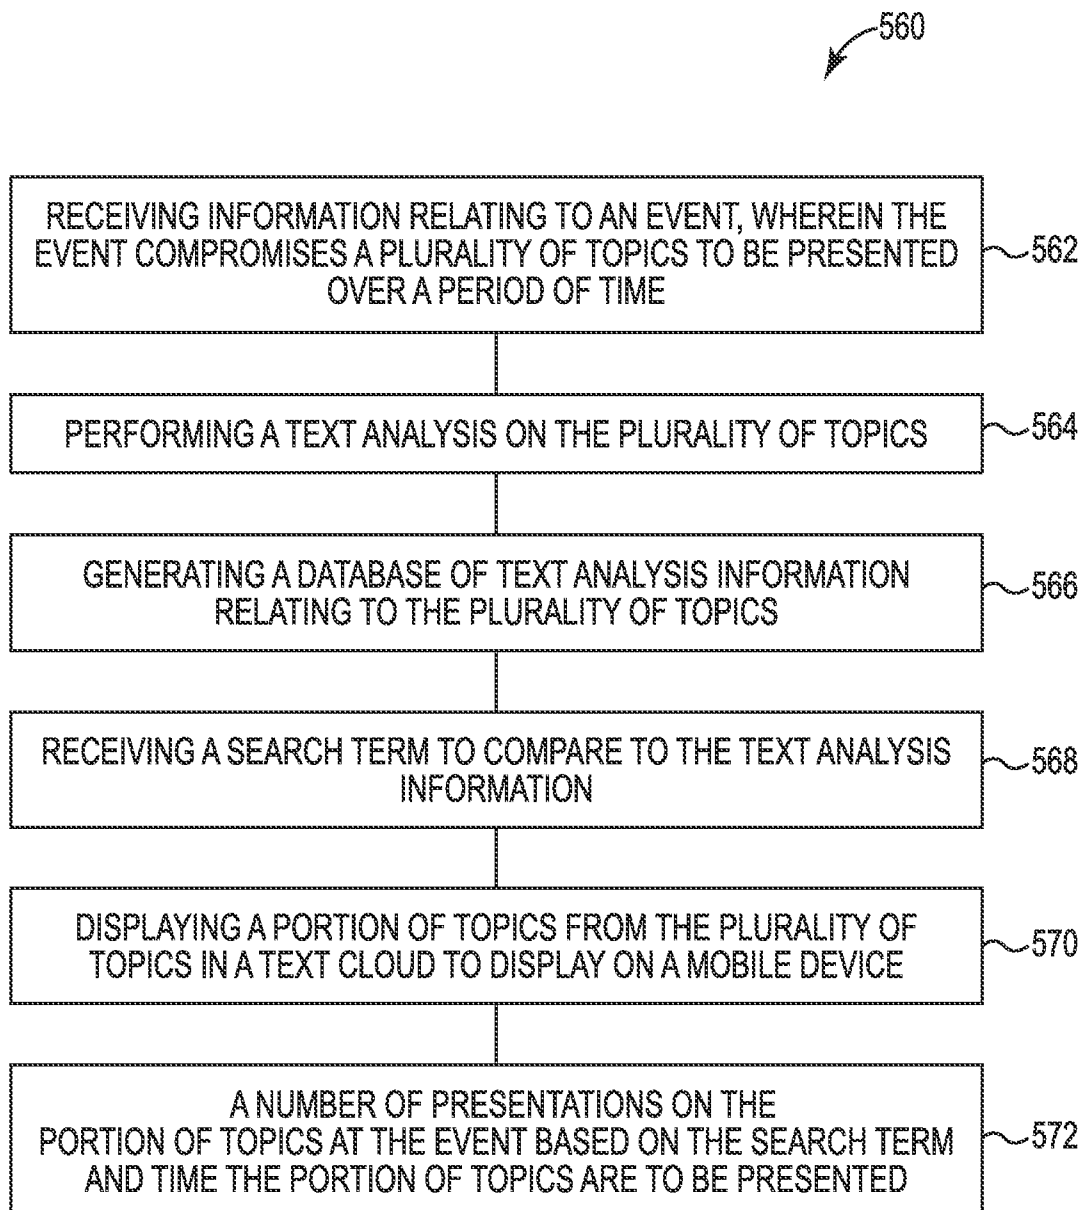 560
RECEIVING INFORMATION RELATING TO AN EVENT, WHEREIN THE
EVENT COMPROMISES A PLURALITY OF TOPICS TO BE PRESENTED
OVER A PERIOD OF TIME
562
PERFORMING A TEXT ANALYSIS ON THE PLURALITY OF TOPICS
564
GENERATING A DATABASE OF TEXT ANALYSIS INFORMATION
RELATING TO THE PLURALITY OF TOPICS
566
RECEIVING A SEARCH TERM TO COMPARE TO THE TEXT ANALYSIS
INFORMATION
568
DISPLAYING A PORTION OF TOPICS FROM THE PLURALITY OF
TOPICS IN A TEXT CLOUD TO DISPLAY ON A MOBILE DEVICE
570
A NUMBER OF PRESENTATIONS ON THE
PORTION OF TOPICS AT THE EVENT BASED ON THE SEARCH TERM
AND TIME THE PORTION OF TOPICS ARE TO BE PRESENTED
572